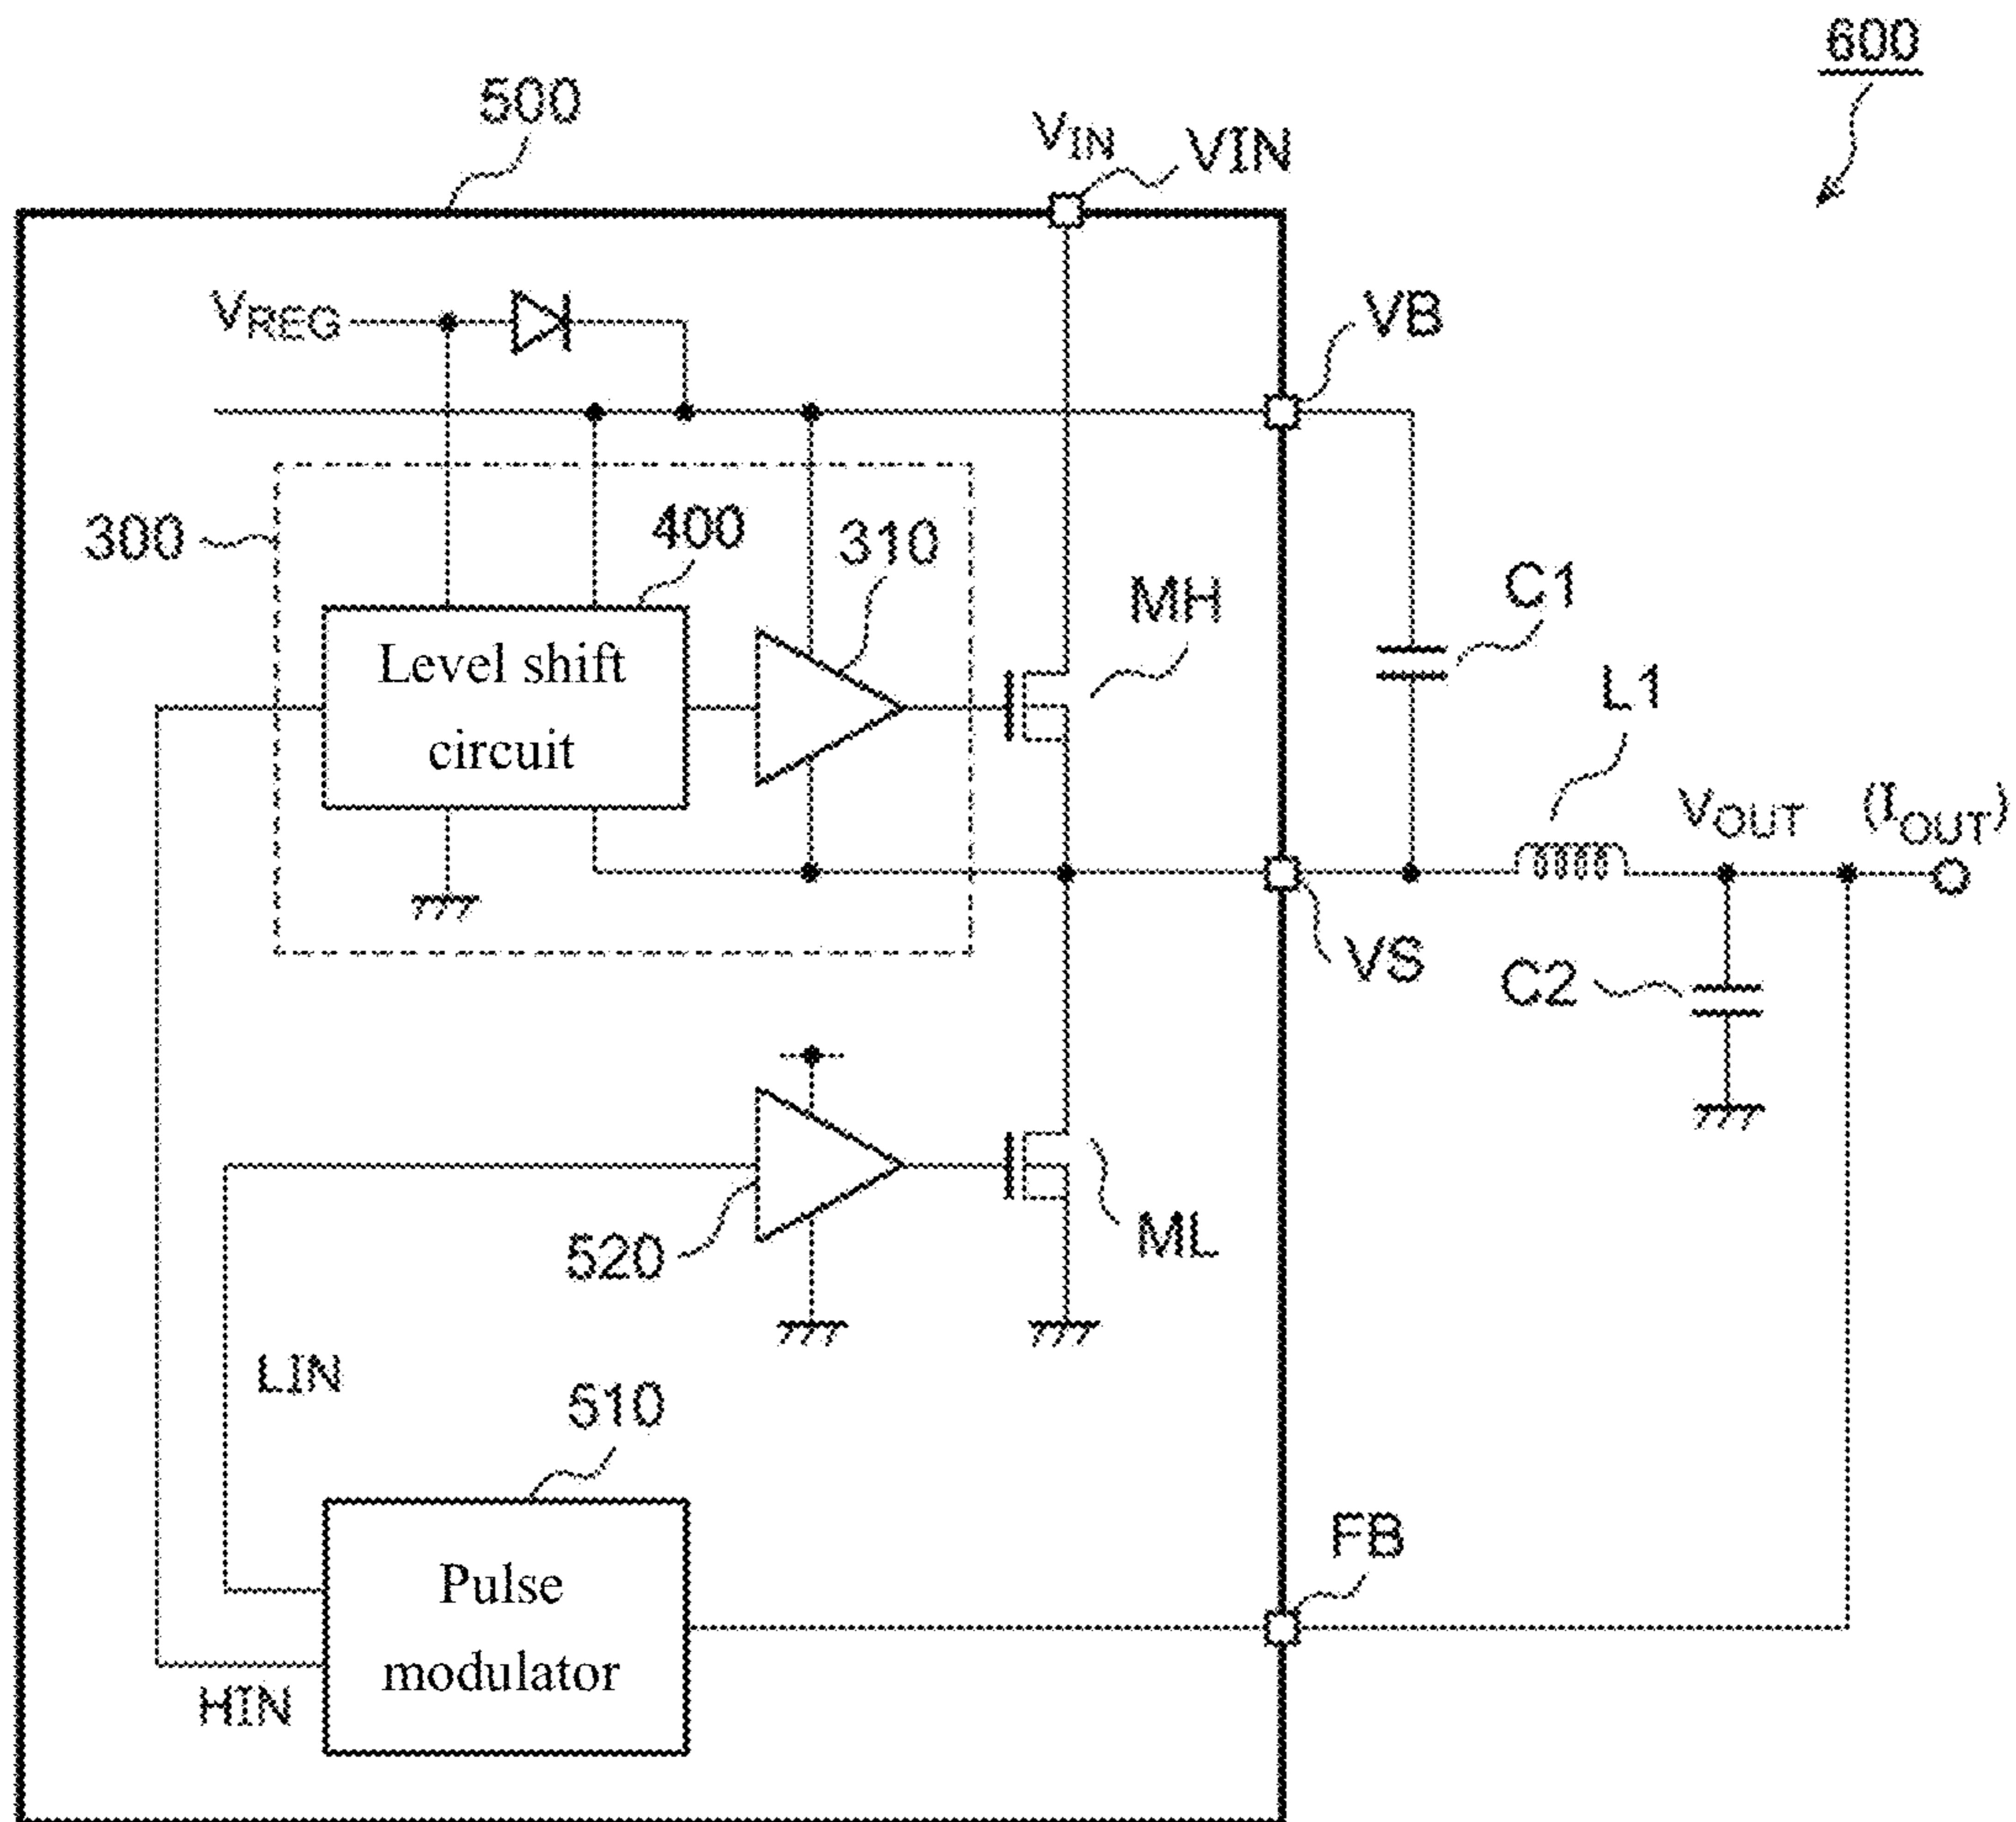 600
500
VIN VIN
VREG
VB
300
400
310
MH
C1
Level shift
circuit
L1
VOUT (IOUT)
VS
C2
520
ML
LIN
510
FB
Pulse
modulator
HIN